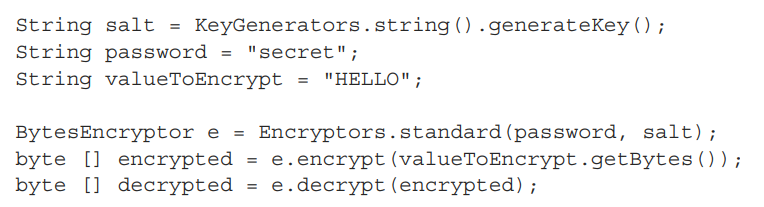 String salt = KeyGenerators.string().generateKey();
String password = "secret";
String valueToEncrypt = "HELLO";
BytesEncryptor e = Encryptors.standard(password, salt);
byte [] encrypted = e.encrypt(valueToEncrypt.getBytes());
byte [] decrypted = e.decrypt(encrypted);